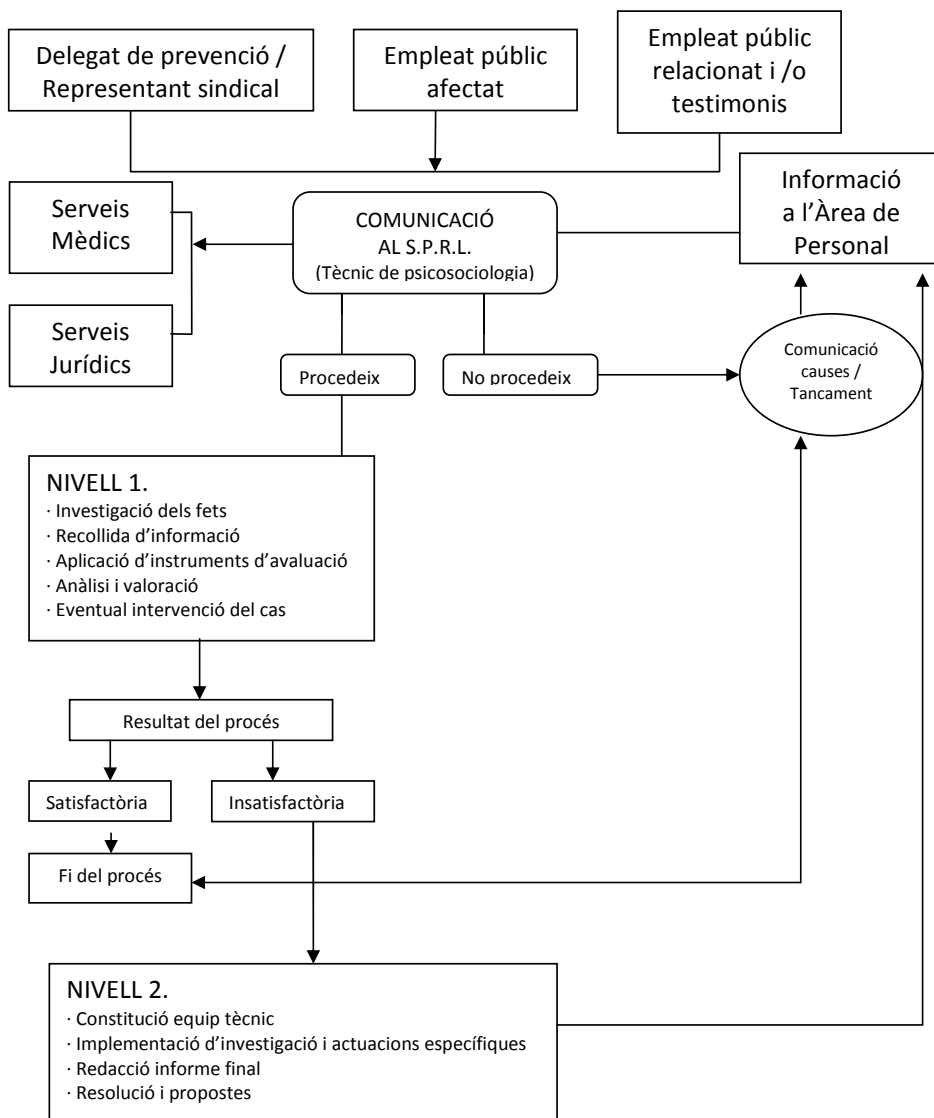 Delegat de prevenció /
Representant sindical
Empleat públic
afectat
Empleat públic
relacionat i /o
testimonis
Serveis
Mèdics
COMUNICACIÓ
AL S.P.R.L.
(Tècnic de psicosociologia)
Informació
a l'Àrea de
Personal
Serveis
Jurídics
Procedeix
No procedeix
Comunicació
causes /
Tancament
NIVELL 1.
· Investigació dels fets
· Recollida d'informació
· Aplicació d'instruments d'avaluació
· Anàlisi i valoració
· Eventual intervenció del cas
Resultat del procés
Satisfactòria
Insatisfactòria
Fi del procés
NIVELL 2.
· Constitució equip tècnic
· Implementació d'investigació i actuacions específiques
· Redacció informe final
· Resolució i propostes